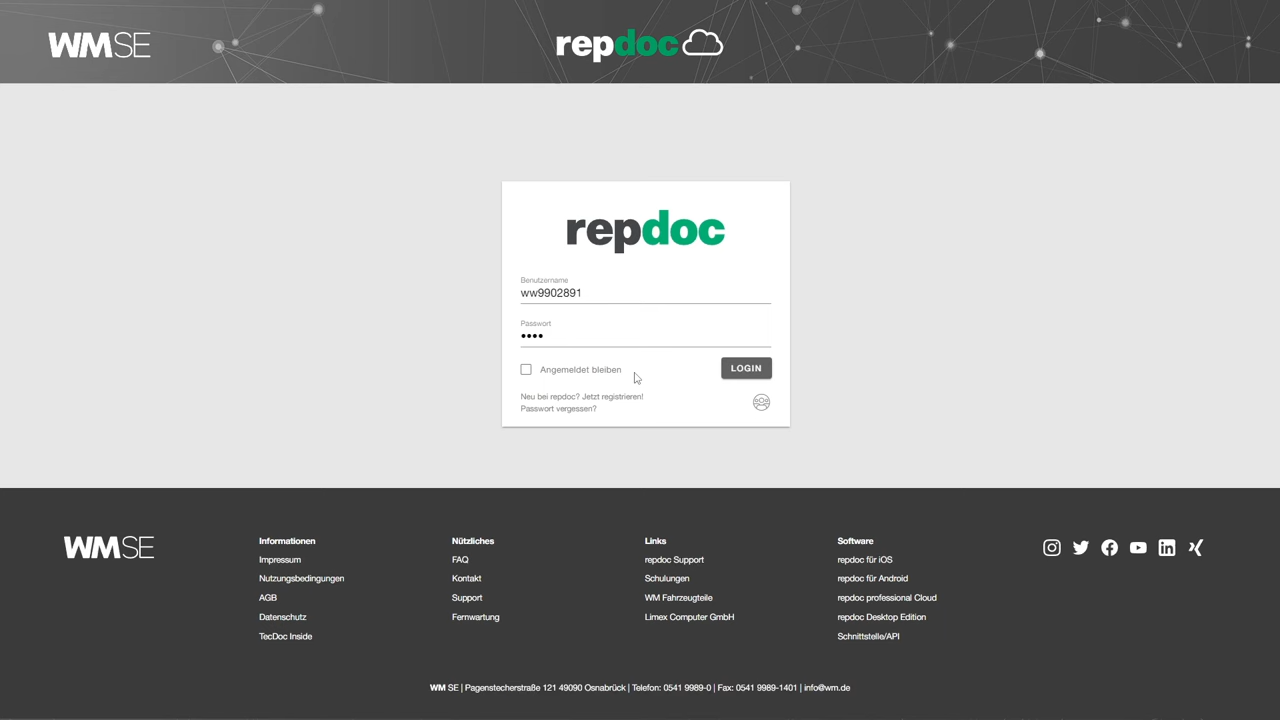 WMSE
repdoc
repdoc
Benutzername
ww9902891
Passwort
••••
Angemeldet bleiben
LOGIN
Neu bei repdoc? Jetzt registrieren!
Passwort vergessen?
WMSE
Informationen
Impressum
Nutzungsbedingungen
AGB
Datenschutz
TecDoc Inside
Nützliches
FAQ
Kontakt
Support
Fernwartung
Links
repdoc Support
Schulungen
WM Fahrzeugteile
Limex Computer GmbH
Software
repdoc für iOS
repdoc für Android
repdoc professional Cloud
repdoc Desktop Edition
Schnittstelle/API
WM SE | Pagenstecherstraße 121 49090 Osnabrück | Telefon: 0541 9989-0 | Fax: 0541 9989-1401 | info@wm.de